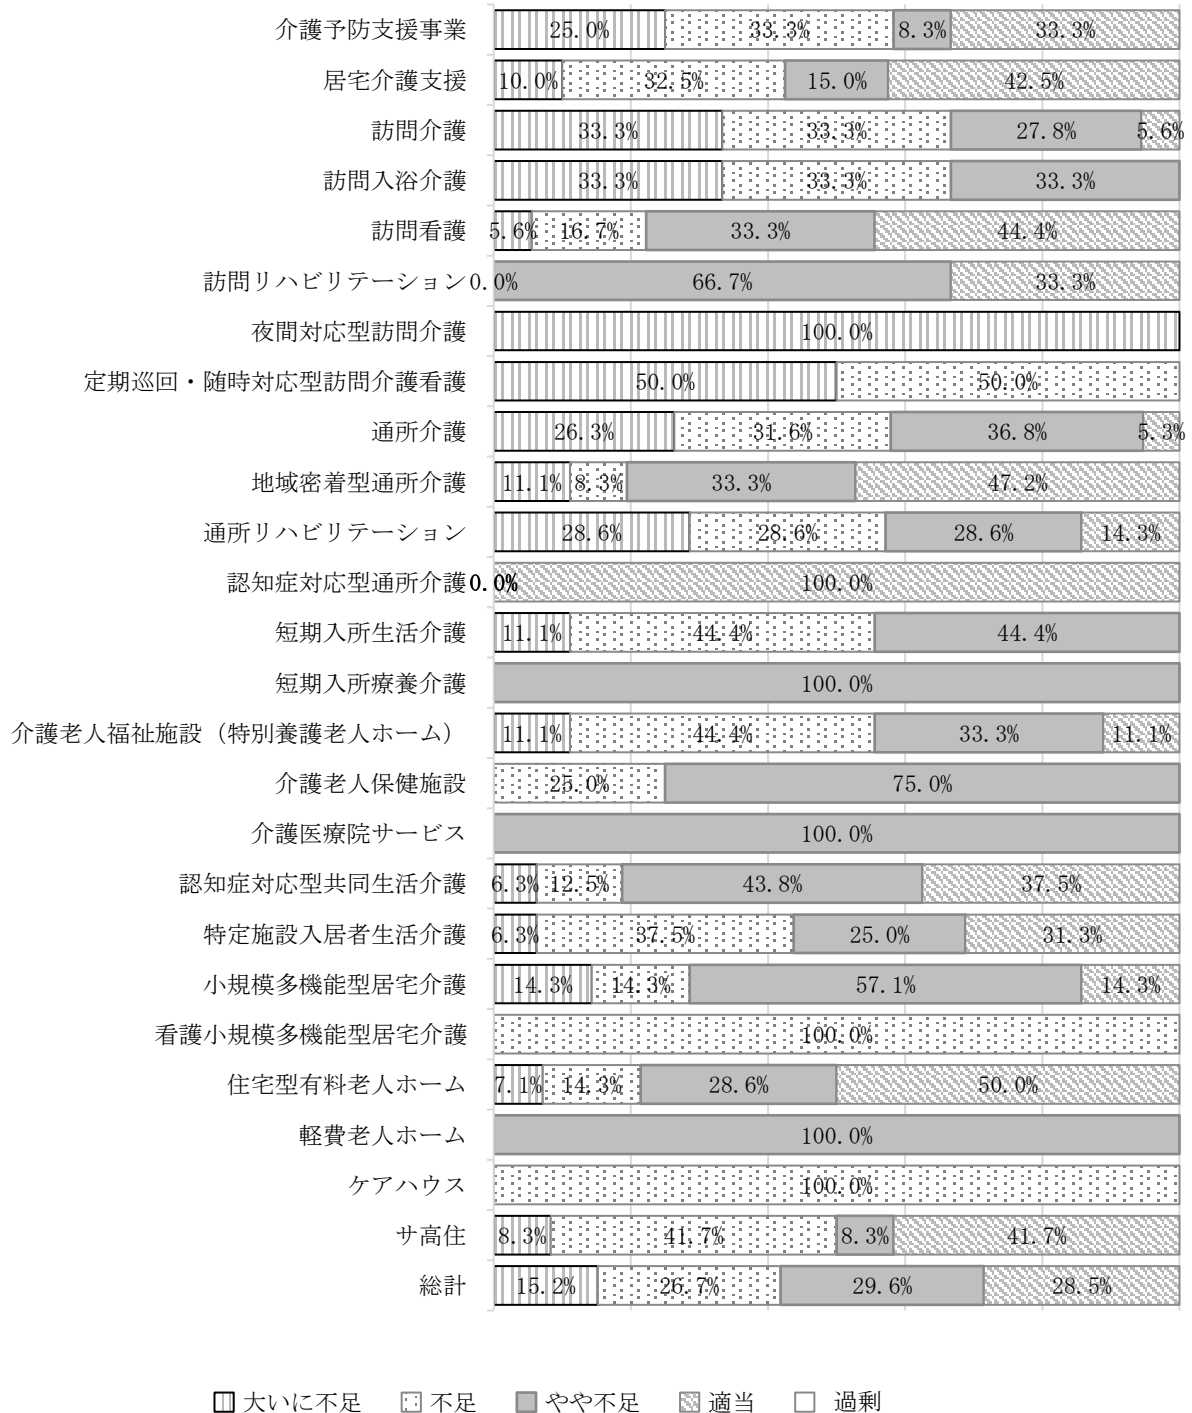 介護予防支援事業 25.0% 33.3% 8.3% 33.3%
居宅介護支援 10.0% 32.5% 15.0% 42.5%
訪問介護 33.3% 33.3% 27.8% 5.6%
訪問入浴介護 33.3% 33.3% 33.3%
訪問看護 5.6% 16.7% 33.3% 44.4%
訪問リハビリテーション 0.0% 66.7% 33.3%
夜間対応型訪問介護 100.0%
定期巡回・随時対応型訪問介護看護 50.0% 50.0%
通所介護 26.3% 31.6% 36.8% 5.3%
地域密着型通所介護 11.1% 8.3% 33.3% 47.2%
通所リハビリテーション 28.6% 28.6% 28.6% 14.3%
認知症対応型通所介護 0.0% 100.0%
短期入所生活介護 11.1% 44.4% 44.4%
短期入所療養介護 100.0%
介護老人福祉施設（特別養護老人ホーム） 11.1% 44.4% 33.3% 11.1%
介護老人保健施設 25.0% 75.0%
介護医療院サービス 100.0%
認知症対応型共同生活介護 6.3% 12.5% 43.8% 37.5%
特定施設入居者生活介護 6.3% 37.5% 25.0% 31.3%
小規模多機能型居宅介護 14.3% 14.3% 57.1% 14.3%
看護小規模多機能型居宅介護 100.0%
住宅型有料老人ホーム 7.1% 14.3% 28.6% 50.0%
軽費老人ホーム 100.0%
ケアハウス 100.0%
サ高住 8.3% 41.7% 8.3% 41.7%
総計 15.2% 26.7% 29.6% 28.5%
大いに不足 不足 やや不足 適当 過剰